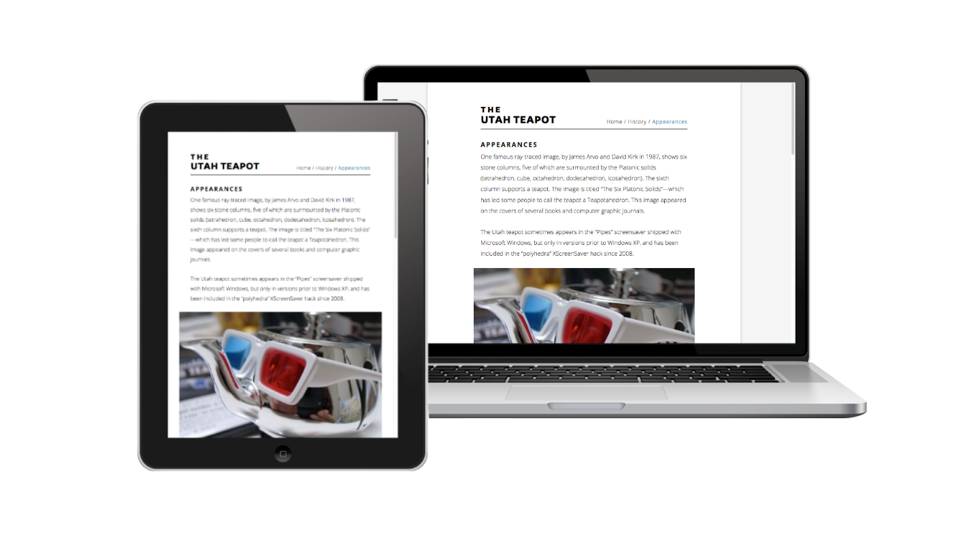 THE
UTAH TEAPOT
Home / History / Appearances
APPEARANCES
One famous ray-traced image, by James Arvo and David Kirk in 1987,
shows six stone columns, five of which are surmounted by the Platonic
solids (tetrahedron, cube, octahedron, dodecahedron, icosahedron). The
sixth column supports a teapot. The image is titled "The Six Platonic Solids"
—which has led some people to call the teapot a Teapotahedron. This
image appeared on the covers of several books and computer graphic
journals.
The Utah teapot sometimes appears in the "Pipes" screensaver shipped
with Microsoft Windows, but only in versions prior to Windows XP, and has
been included in the "polyhedra" XScreenSaver hack since 2008.
THE
UTAH TEAPOT
Home / History / Appearances
APPEARANCES
One famous ray-traced image, by James Arvo and David Kirk in 1987, shows six
stone columns, five of which are surmounted by the Platonic solids
(tetrahedron, cube, octahedron, dodecahedron, icosahedron). The sixth
column supports a teapot. The image is titled "The Six Platonic Solids"—which
has led some people to call the teapot a Teapotahedron. This image appeared
on the covers of several books and computer graphic journals.
The Utah teapot sometimes appears in the "Pipes" screensaver shipped with
Microsoft Windows, but only in versions prior to Windows XP, and has been
included in the "polyhedra" XScreenSaver hack since 2008.